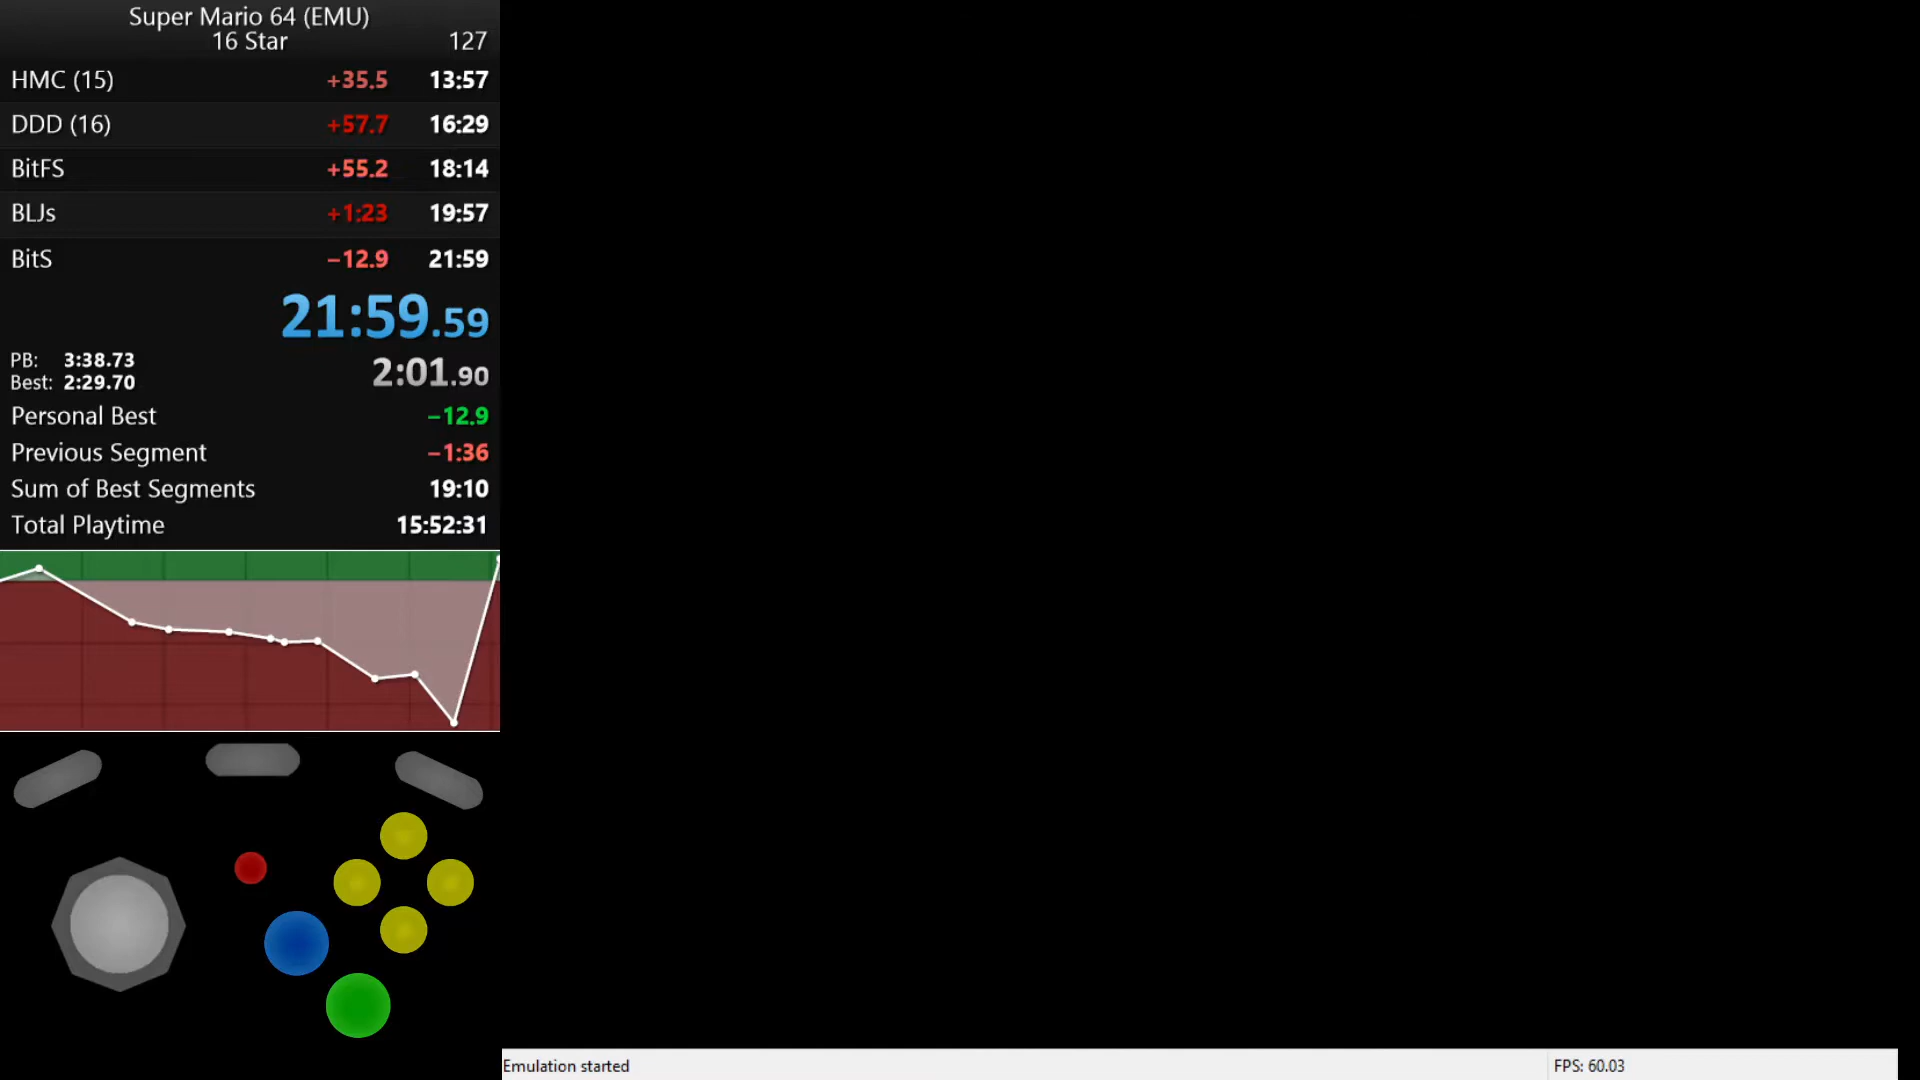 Super Mario 64 (EMU)
16 Star 127
HMC (15) +35.5 13:57
DDD (16) +57.7 16:29
BitFS +55.2 18:14
BLJs +1:23 19:57
BitS −12.9 21:59
21:59.59
PB: 3:38.73
Best: 2:29.70
2:01.90
Personal Best −12.9
Previous Segment −1:36
Sum of Best Segments 19:10
Total Playtime 15:52:31
Emulation started FPS: 60.03